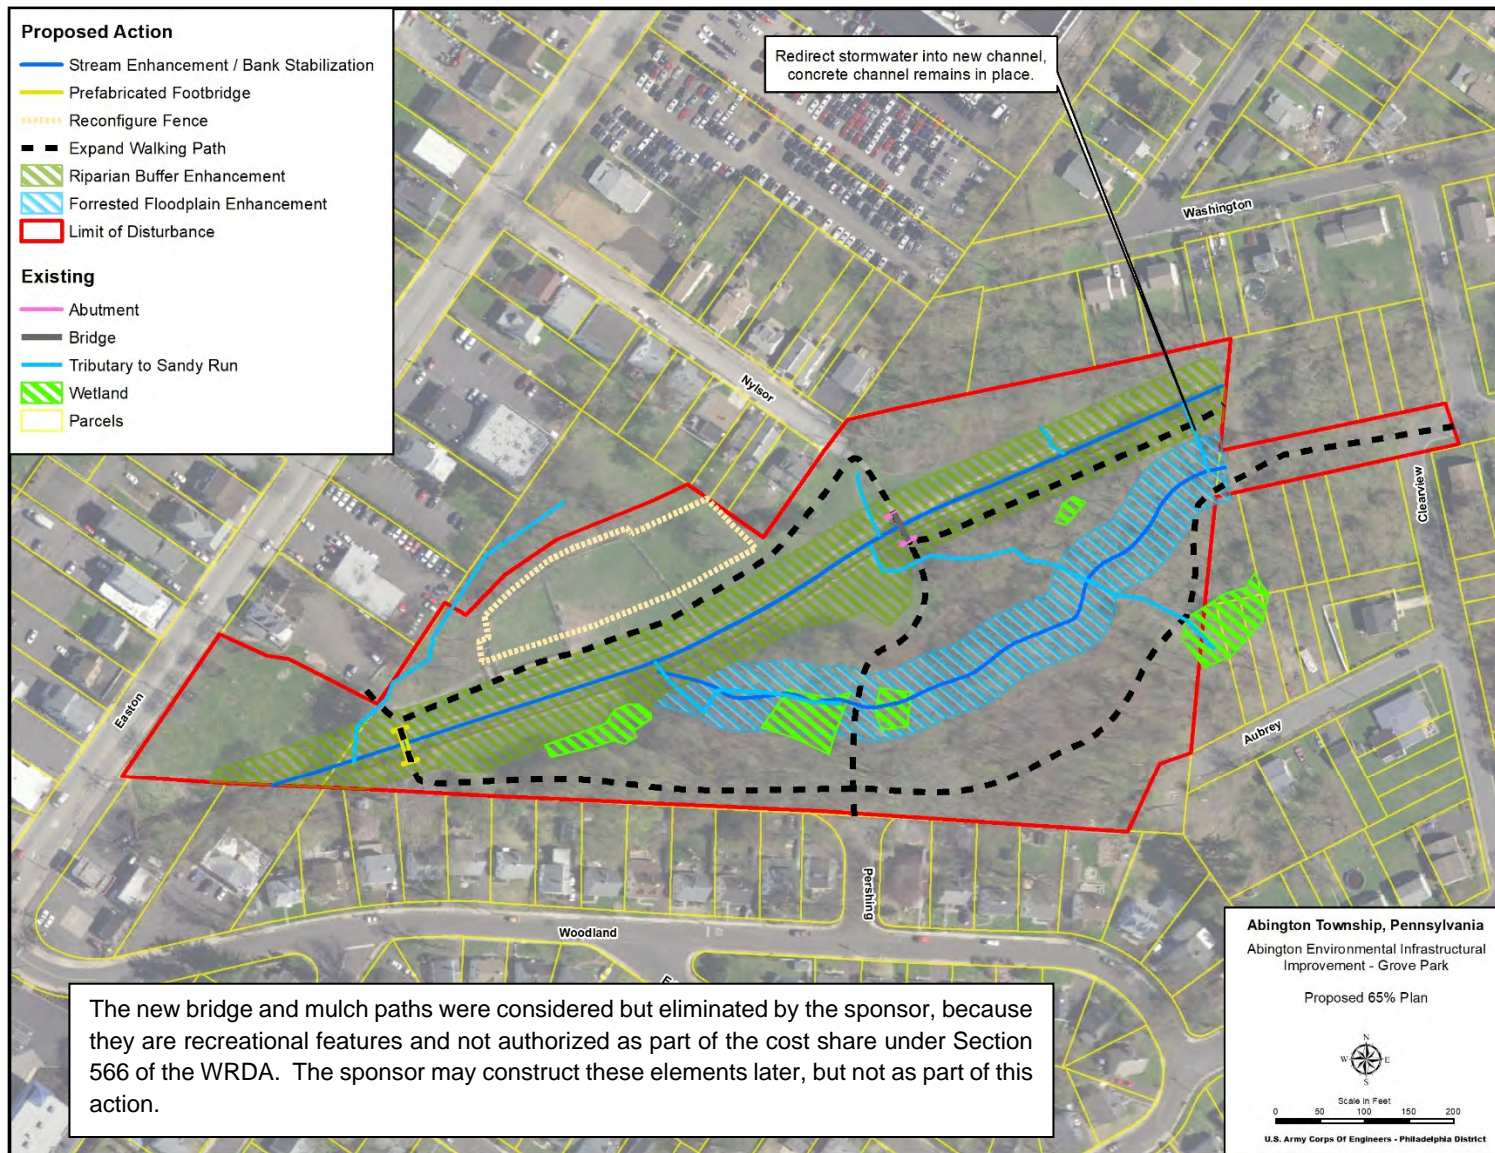 Proposed Action
Stream Enhancement / Bank Stabilization
Prefabricated Footbridge
Reconfigure Fence
Expand Walking Path
Riparian Buffer Enhancement
Forrested Floodplain Enhancement
Limit of Disturbance
Existing
Abutment
Bridge
Tributary to Sandy Run
Wetland
Parcels
Redirect stormwater into new channel,
concrete channel remains in place.
Washington
Nylsor
Clearview
Easton
Aubrey
Pershing
Woodland
The new bridge and mulch paths were considered but eliminated by the sponsor, because
they are recreational features and not authorized as part of the cost share under Section
566 of the WRDA. The sponsor may construct these elements later, but not as part of this
action.
Abington Township, Pennsylvania
Abington Environmental Infrastructural
Improvement - Grove Park
Proposed 65% Plan
N
W E
S
Scale in Feet
0 50 100 150 200
U.S. Army Corps Of Engineers - Philadelphia District